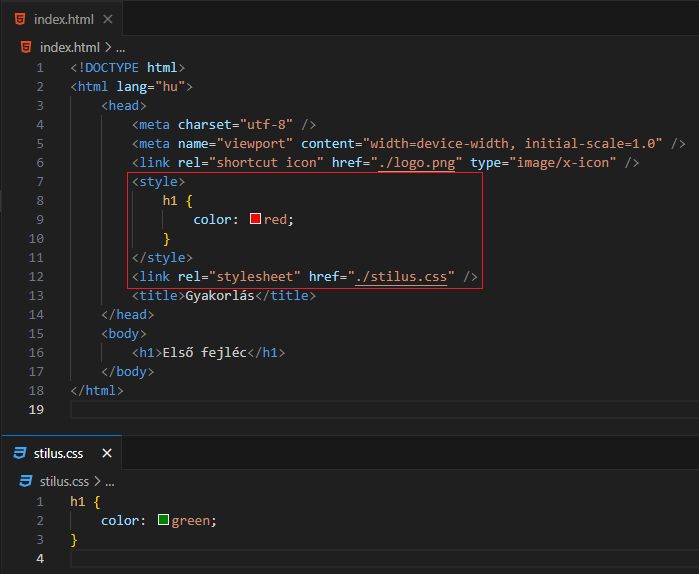 index.html
index.html > ...
1 <!DOCTYPE html>
2 <html lang="hu">
3     <head>
4         <meta charset="utf-8" />
5         <meta name="viewport" content="width=device-width, initial-scale=1.0" />
6         <link rel="shortcut icon" href="./logo.png" type="image/x-icon" />
7         <style>
8             h1 {
9                 color: red;
10             }
11         </style>
12         <link rel="stylesheet" href="./stilus.css" />
13         <title>Gyakorlás</title>
14     </head>
15     <body>
16         <h1>Első fejléc</h1>
17     </body>
18 </html>
19
stilus.css
stilus.css > ...
1 h1 {
2     color: green;
3 }
4